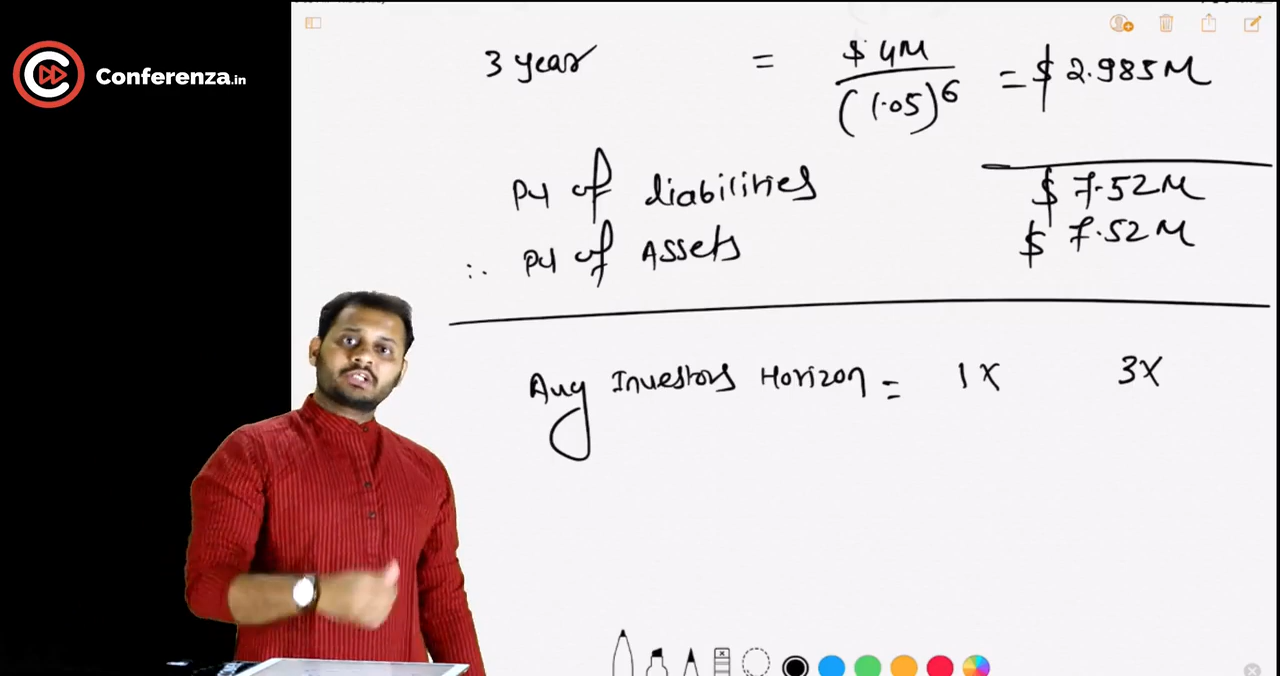 Conferenza.in
3 year = $ 4M / (1.05)^6 = $ 2.985M
PV of liabilities $ 7.52M
∴ PV of Assets $ 7.52M
Avg Investors Horizon = 1X 3X